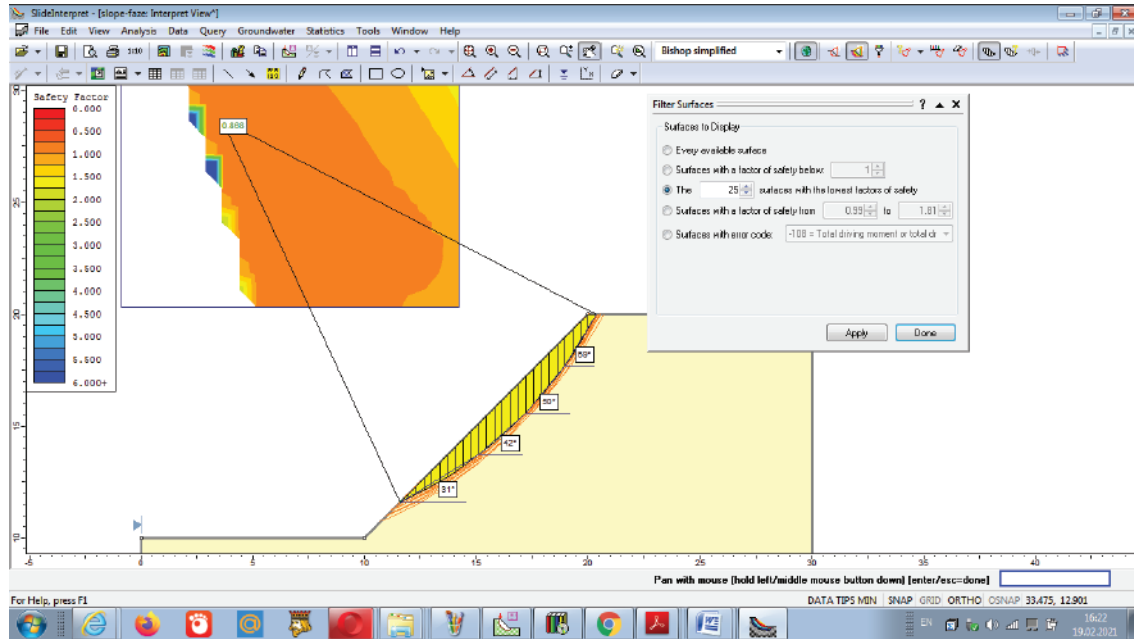 SlideInterpret - [slope-faze: Interpret View*]
File Edit View Analysis Data Query Groundwater Statistics Tools Window Help
Bishop simplified
Safety Factor
0.000
0.500
1.000
1.500
2.000
2.500
3.000
3.500
4.000
4.500
5.000
5.500
6.000+
Filter Surfaces
Surfaces to Display
Every available surface
Surfaces with a factor of safety below: 1
The 25 surfaces with the lowest factors of safety
Surfaces with a factor of safety from 0.99 to 1.01
Surfaces with error code: -108 = Total driving moment or total dr
Apply Done
42°
31°
30
25
20
15
10
-5 0 5 10 15 20 25 30 35 40
Pan with mouse (hold left/middle mouse button down) [enter/esc=done]
For Help, press F1
DATA TIPS MIN SNAP GRID ORTHO OSNAP 33.475, 12.901
EN
16:22
19.02.2021